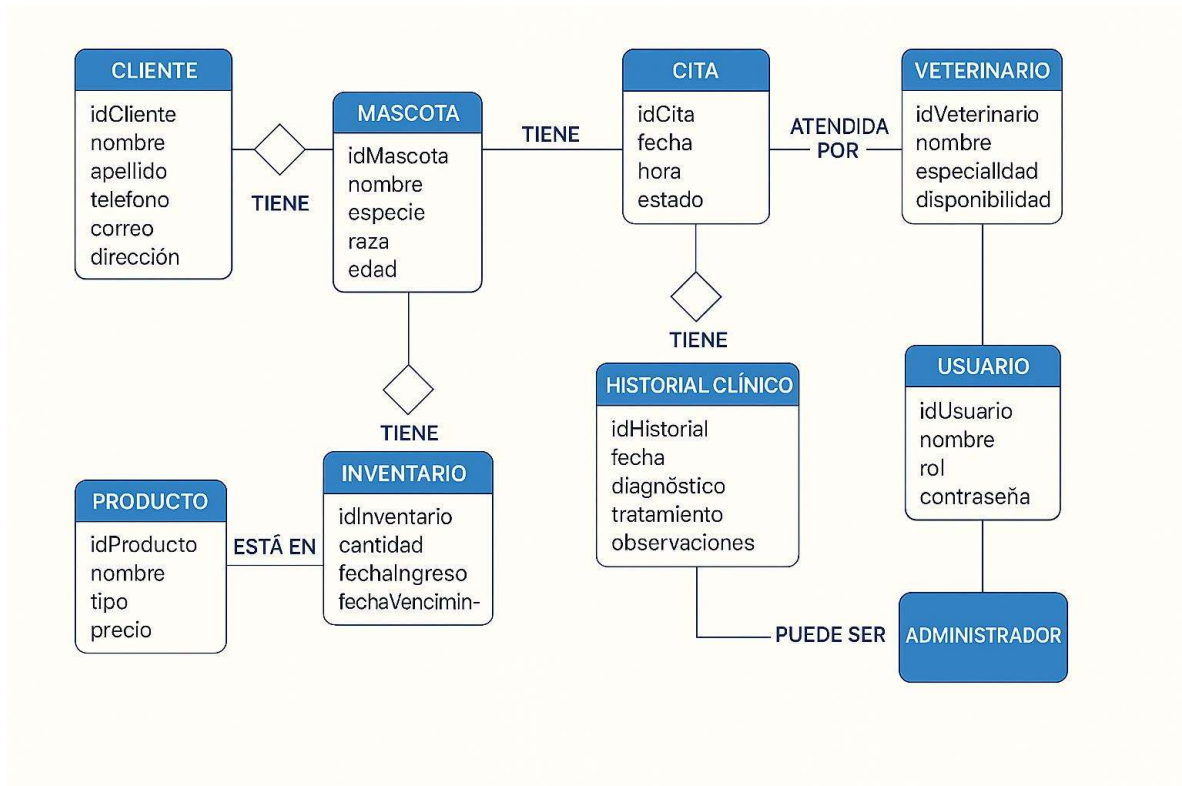 CLIENTE
idCliente
nombre
apellido
telefono
correo
dirección
TIENE
MASCOTA
idMascota
nombre
especie
raza
edad
TIENE
CITA
idCita
fecha
hora
estado
ATENDIDA
POR
VETERINARIO
idVeterinario
nombre
especialldad
disponibilidad
TIENE
HISTORIAL CLÍNICO
idHistorial
fecha
diagnōstico
tratamiento
observaciones
USUARIO
idUsuario
nombre
rol
contraseña
TIENE
INVENTARIO
idInventario
cantidad
fechaIngreso
fechaVencimin-
PRODUCTO
idProducto
nombre
tipo
precio
ESTÁ EN
PUEDE SER
ADMINISTRADOR